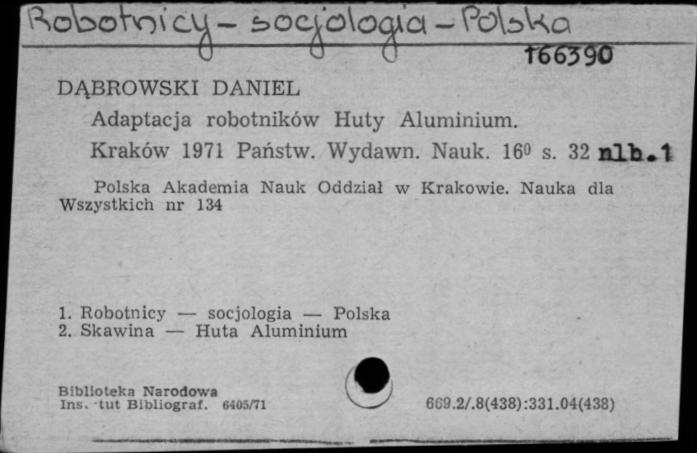 Robotnicy - socjologia - Polska
166390
DĄBROWSKI DANIEL
Adaptacja robotników Huty Aluminium.
Kraków 1971 Państw. Wydawn. Nauk. 16⁰ s. 32 nlb.1
Polska Akademia Nauk Oddział w Krakowie. Nauka dla
Wszystkich nr 134
1. Robotnicy — socjologia — Polska
2. Skawina — Huta Aluminium
Biblioteka Narodowa
Ins. tut Bibliograf. 6405/71
669.2/.8(438):331.04(438)